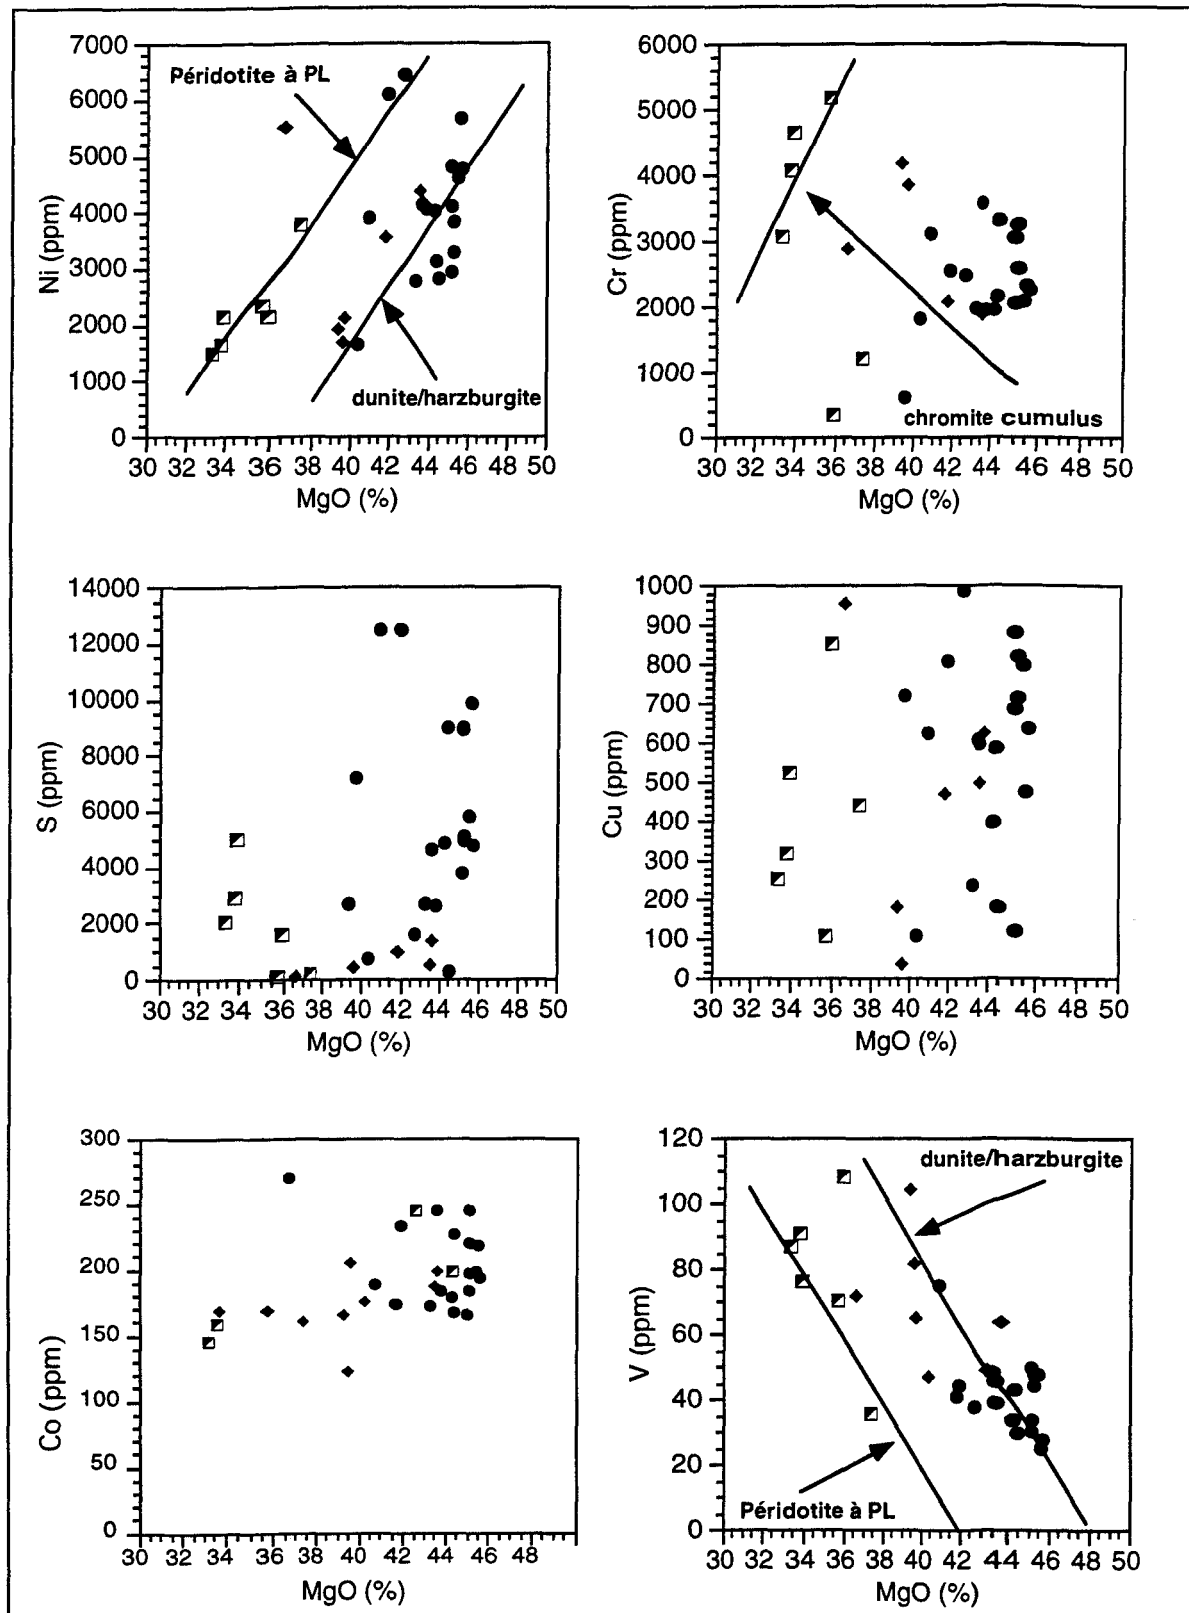 7000
6000
5000
4000
3000
2000
1000
0
Ni (ppm)
Péridotite à PL
dunite/harzburgite
30 32 34 36 38 40 42 44 46 48 50
MgO (%)
6000
5000
4000
3000
2000
1000
0
Cr (ppm)
chromite cumulus
30 32 34 36 38 40 42 44 46 48 50
MgO (%)
14000
12000
10000
8000
6000
4000
2000
0
S (ppm)
30 32 34 36 38 40 42 44 46 48 50
MgO (%)
1000
900
800
700
600
500
400
300
200
100
0
Cu (ppm)
30 32 34 36 38 40 42 44 46 48 50
MgO (%)
300
250
200
150
100
50
0
Co (ppm)
30 32 34 36 38 40 42 44 46 48
MgO (%)
120
100
80
60
40
20
0
V (ppm)
dunite/harzburgite
Péridotite à PL
30 32 34 36 38 40 42 44 46 48 50
MgO (%)